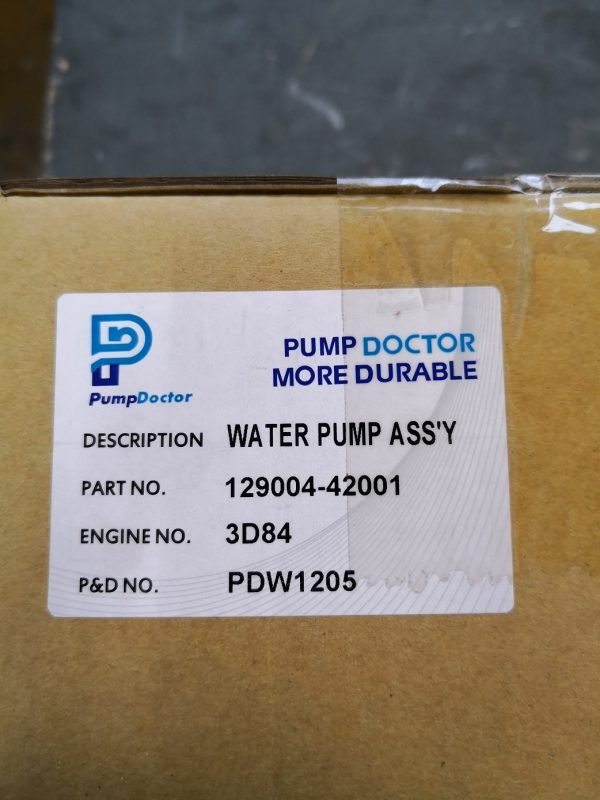 PumpDoctor
PUMP DOCTOR
MORE DURABLE
DESCRIPTION WATER PUMP ASS'Y
PART NO. 129004-42001
ENGINE NO. 3D84
P&D NO. PDW1205